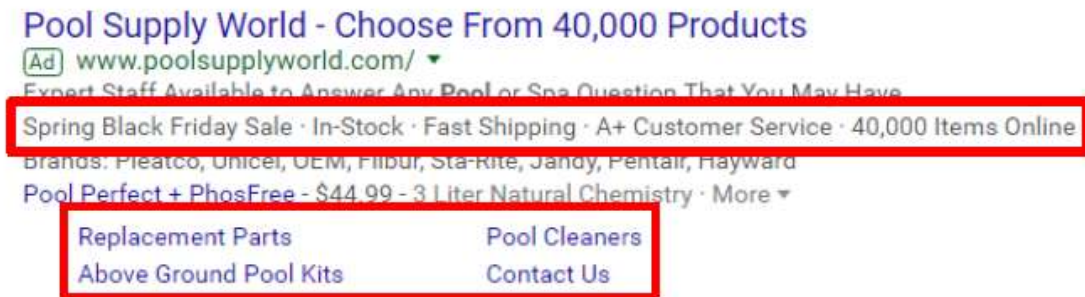 Pool Supply World - Choose From 40,000 Products
Ad www.poolsupplyworld.com/
Expert Staff Available to Answer Any Pool or Spa Question That You May Have
Spring Black Friday Sale · In-Stock · Fast Shipping · A+ Customer Service · 40,000 Items Online
Brands: Pleatco, Unicel, OEM, Filbur, Sta-Rite, Jandy, Pentair, Hayward
Pool Perfect + PhosFree - $44.99 - 3 Liter Natural Chemistry · More
Replacement Parts Pool Cleaners
Above Ground Pool Kits Contact Us